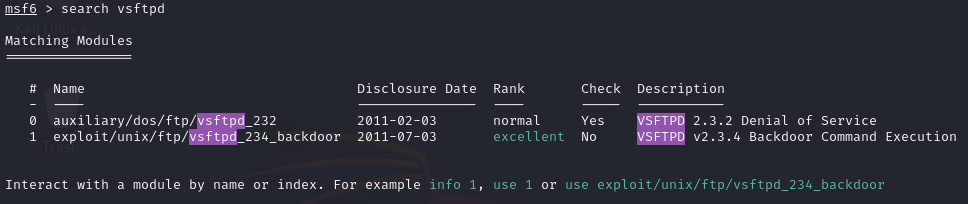 msf6 > search vsftpd
Matching Modules
================
# Name Disclosure Date Rank Check Description
- ---- --------------- ---- ----- -----------
0 auxiliary/dos/ftp/vsftpd_232 2011-02-03 normal Yes VSFTPD 2.3.2 Denial of Service
1 exploit/unix/ftp/vsftpd_234_backdoor 2011-07-03 excellent No VSFTPD v2.3.4 Backdoor Command Execution
Trash
Interact with a module by name or index. For example info 1, use 1 or use exploit/unix/ftp/vsftpd_234_backdoor